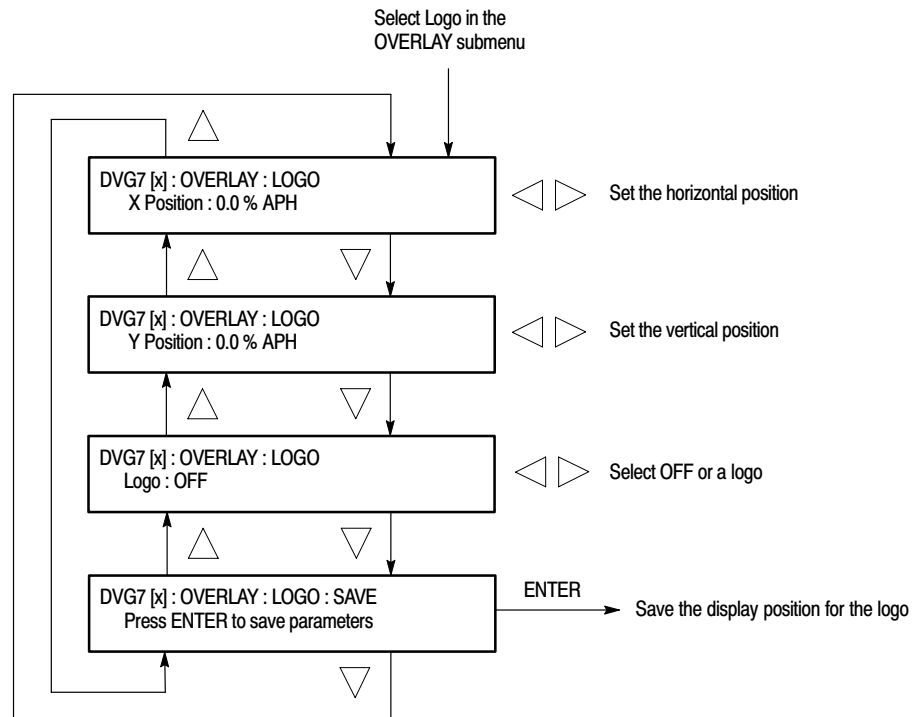 Select Logo in the
OVERLAY submenu
DVG7 [x] : OVERLAY : LOGO
X Position : 0.0 % APH
Set the horizontal position
DVG7 [x] : OVERLAY : LOGO
Y Position : 0.0 % APH
Set the vertical position
DVG7 [x] : OVERLAY : LOGO
Logo : OFF
Select OFF or a logo
DVG7 [x] : OVERLAY : LOGO : SAVE
Press ENTER to save parameters
ENTER
Save the display position for the logo